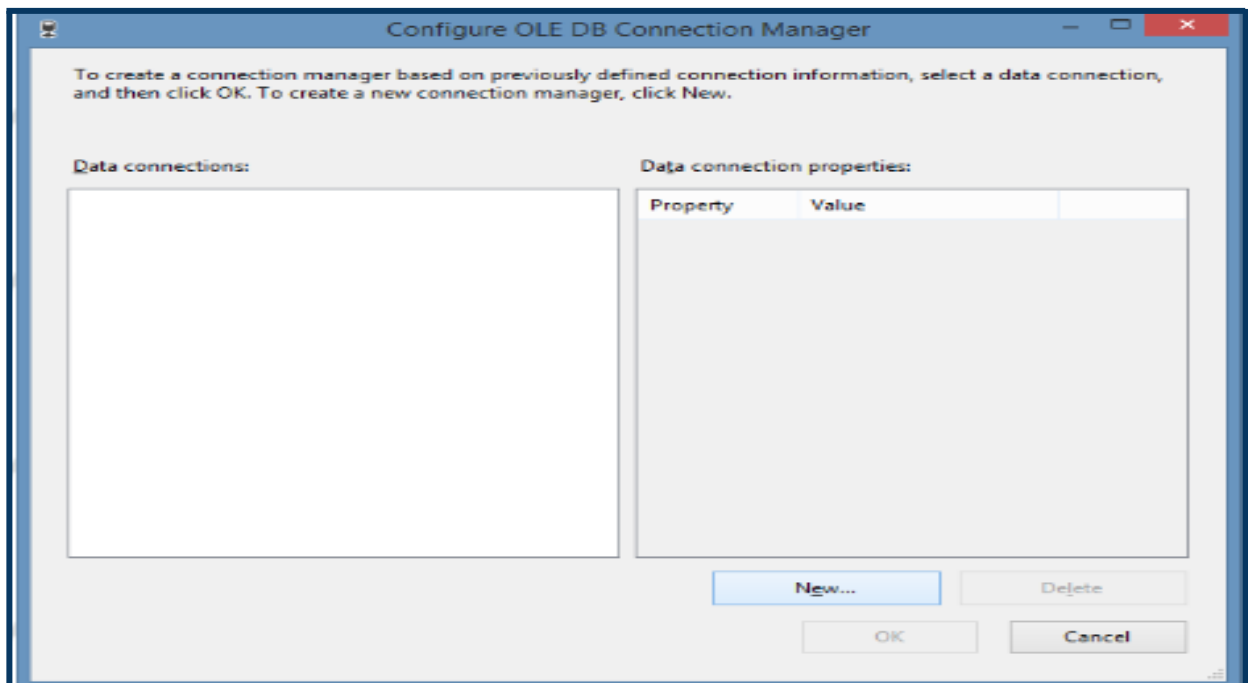 Configure OLE DB Connection Manager
To create a connection manager based on previously defined connection information, select a data connection,
and then click OK. To create a new connection manager, click New.
Data connections:
Data connection properties:
Property Value
New... Delete
OK Cancel